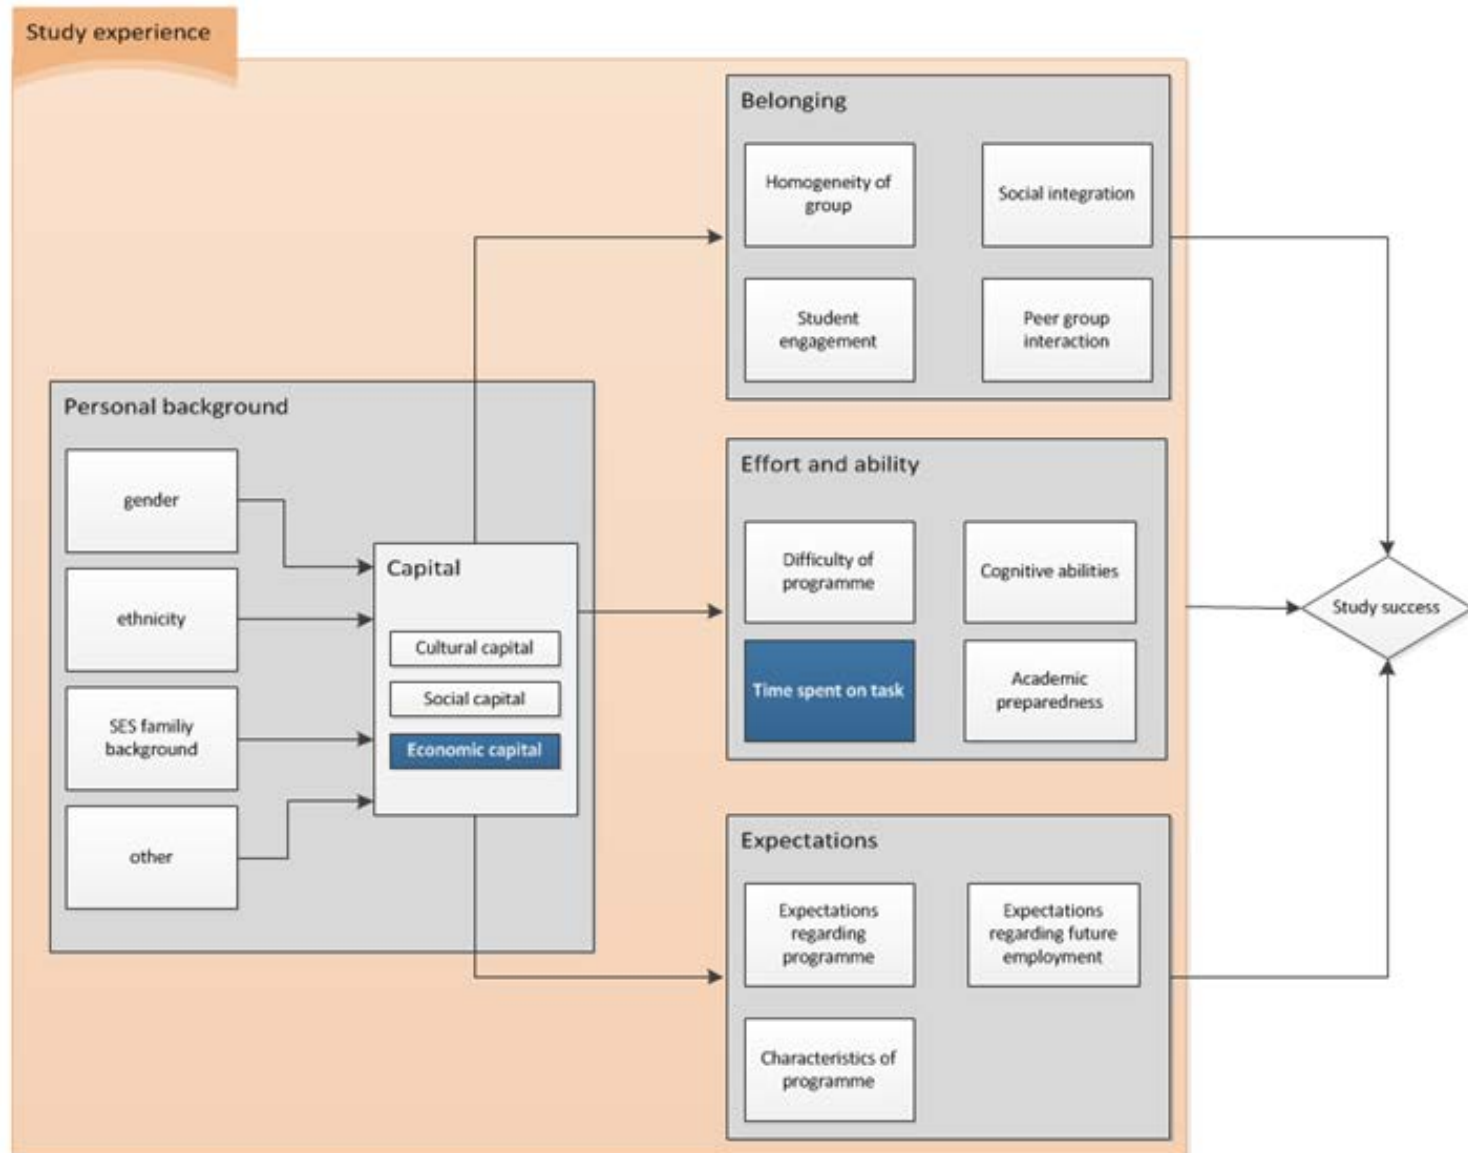 Study experience
Belonging
Homogeneity of
group
Social integration
Student
engagement
Peer group
interaction
Personal background
gender
ethnicity
SES familiy
background
other
Capital
Cultural capital
Social capital
Economic capital
Effort and ability
Difficulty of
programme
Cognitive abilities
Time spent on task
Academic
preparedness
Expectations
Expectations
regarding
programme
Expectations
regarding future
employment
Characteristics of
programme
Study success